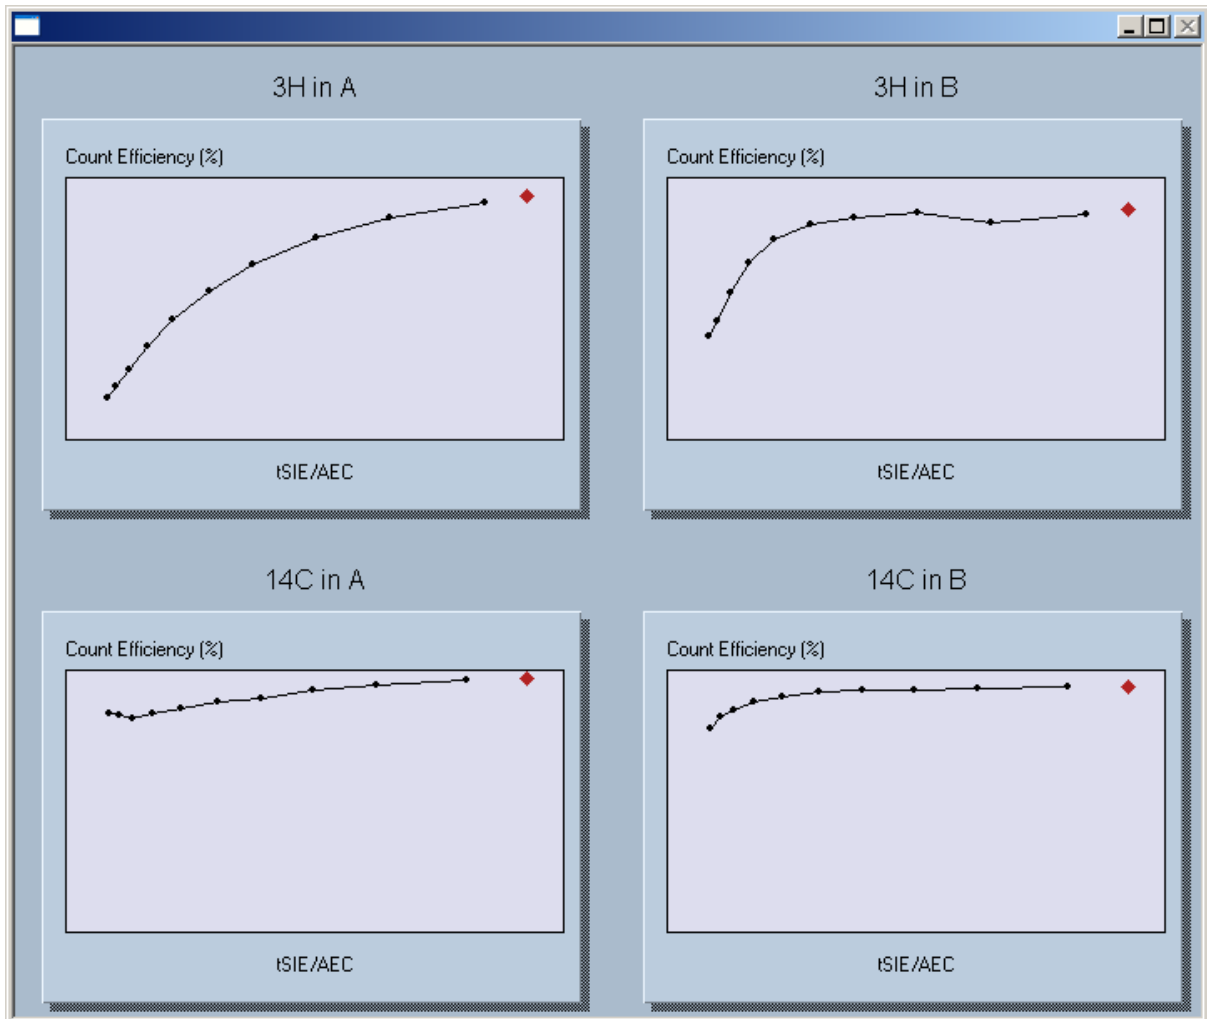 3H in A
3H in B
Count Efficiency (%)
Count Efficiency (%)
tSIE/AEC
tSIE/AEC
14C in A
14C in B
Count Efficiency (%)
Count Efficiency (%)
tSIE/AEC
tSIE/AEC